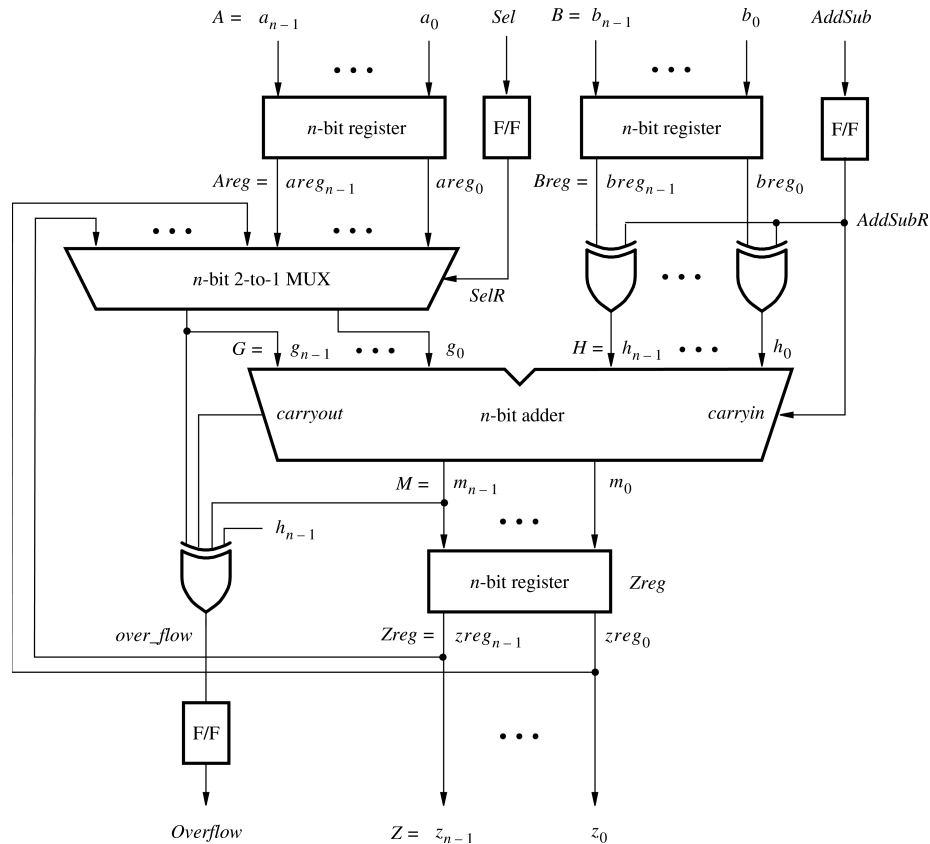 A = a_{n-1} a_0 Sel B = b_{n-1} b_0 AddSub
n-bit register F/F n-bit register F/F
Areg = areg_{n-1} areg_0 Breg = breg_{n-1} breg_0
AddSubR
n-bit 2-to-1 MUX
SelR
G = g_{n-1} g_0 H = h_{n-1} h_0
carryout n-bit adder carryin
M = m_{n-1} m_0
h_{n-1}
n-bit register Zreg
over_flow Zreg = zreg_{n-1} zreg_0
F/F
Overflow Z = z_{n-1} z_0